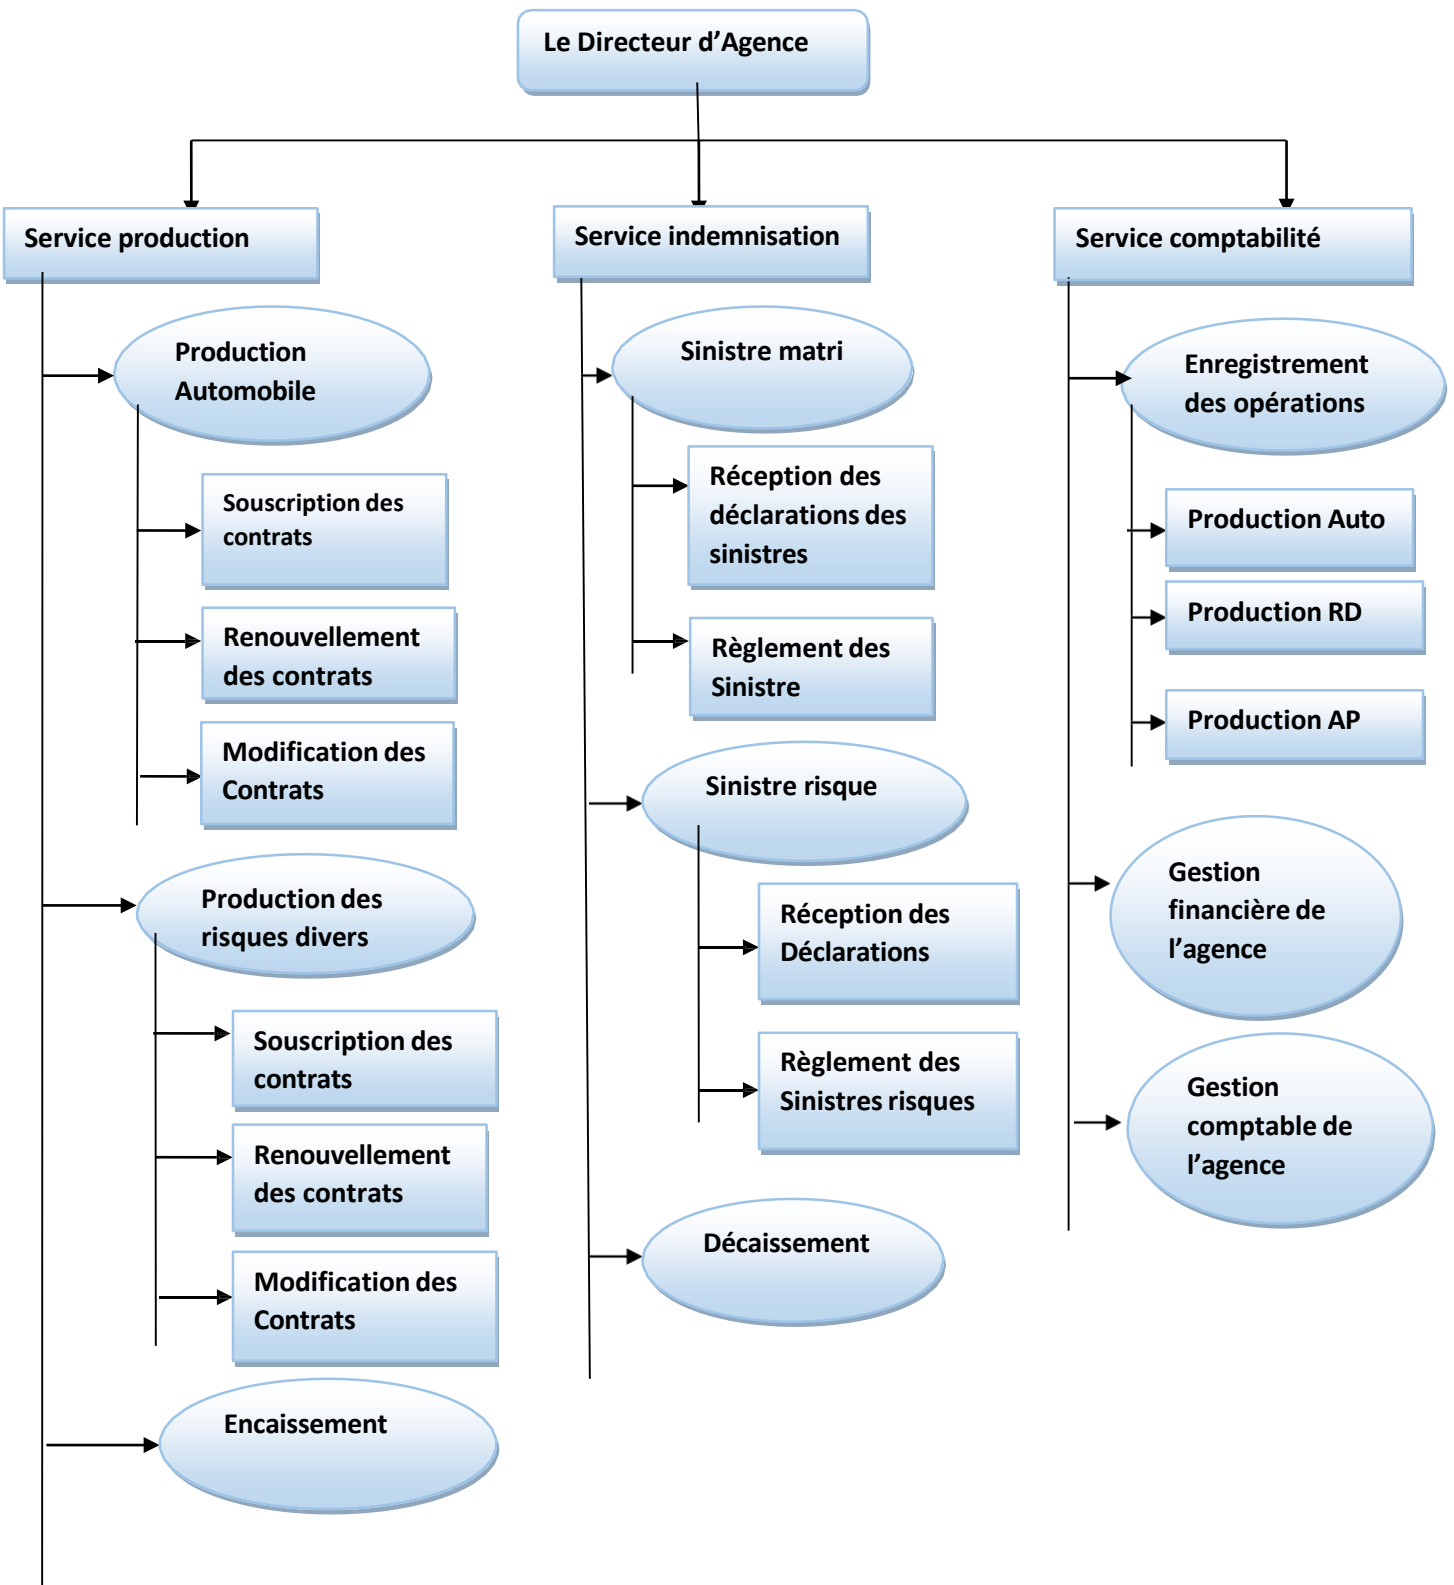 Le Directeur d’Agence
Service production
Production
Automobile
Souscription des
contrats
Renouvellement
des contrats
Modification des
Contrats
Production des
risques divers
Souscription des
contrats
Renouvellement
des contrats
Modification des
Contrats
Encaissement
Service indemnisation
Sinistre matri
Réception des
déclarations des
sinistres
Règlement des
Sinistre
Sinistre risque
Réception des
Déclarations
Règlement des
Sinistres risques
Décaissement
Service comptabilité
Enregistrement
des opérations
Production Auto
Production RD
Production AP
Gestion
financière de
l’agence
Gestion
comptable de
l’agence